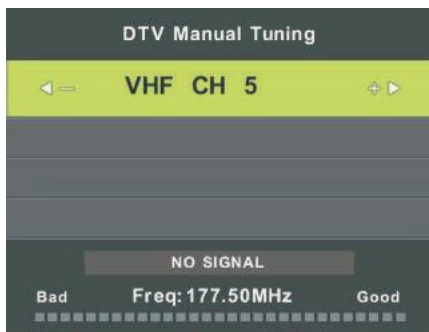 DTV Manual Tuning
VHF CH 5
NO SIGNAL
Bad Freq:177.50MHz Good